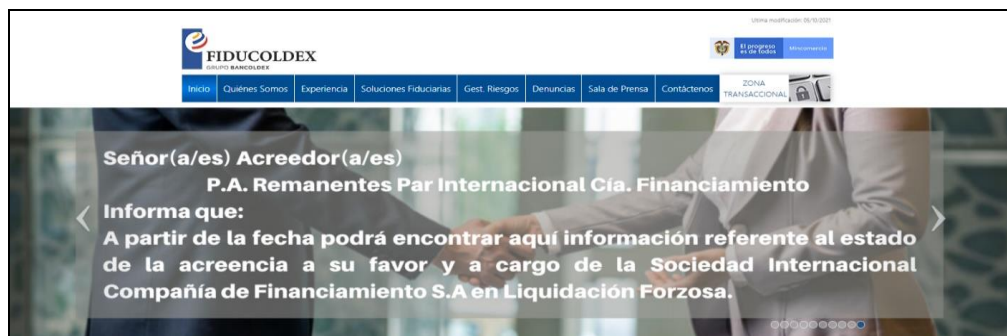 Última modificación: 05/10/2021
FIDUCOLDEX
GRUPO BANCOLDEX
El progreso
es de todos
Mincomercio
Inicio
Quiénes Somos
Experiencia
Soluciones Fiduciarias
Gest. Riesgos
Denuncias
Sala de Prensa
Contáctenos
ZONA
TRANSACCIONAL
Señor(a/es) Acreedor(a/es)
P.A. Remanentes Par Internacional Cía. Financiamiento
Informa que:
A partir de la fecha podrá encontrar aquí información referente al estado
de la acreencia a su favor y a cargo de la Sociedad Internacional
Compañía de Financiamiento S.A en Liquidación Forzosa.